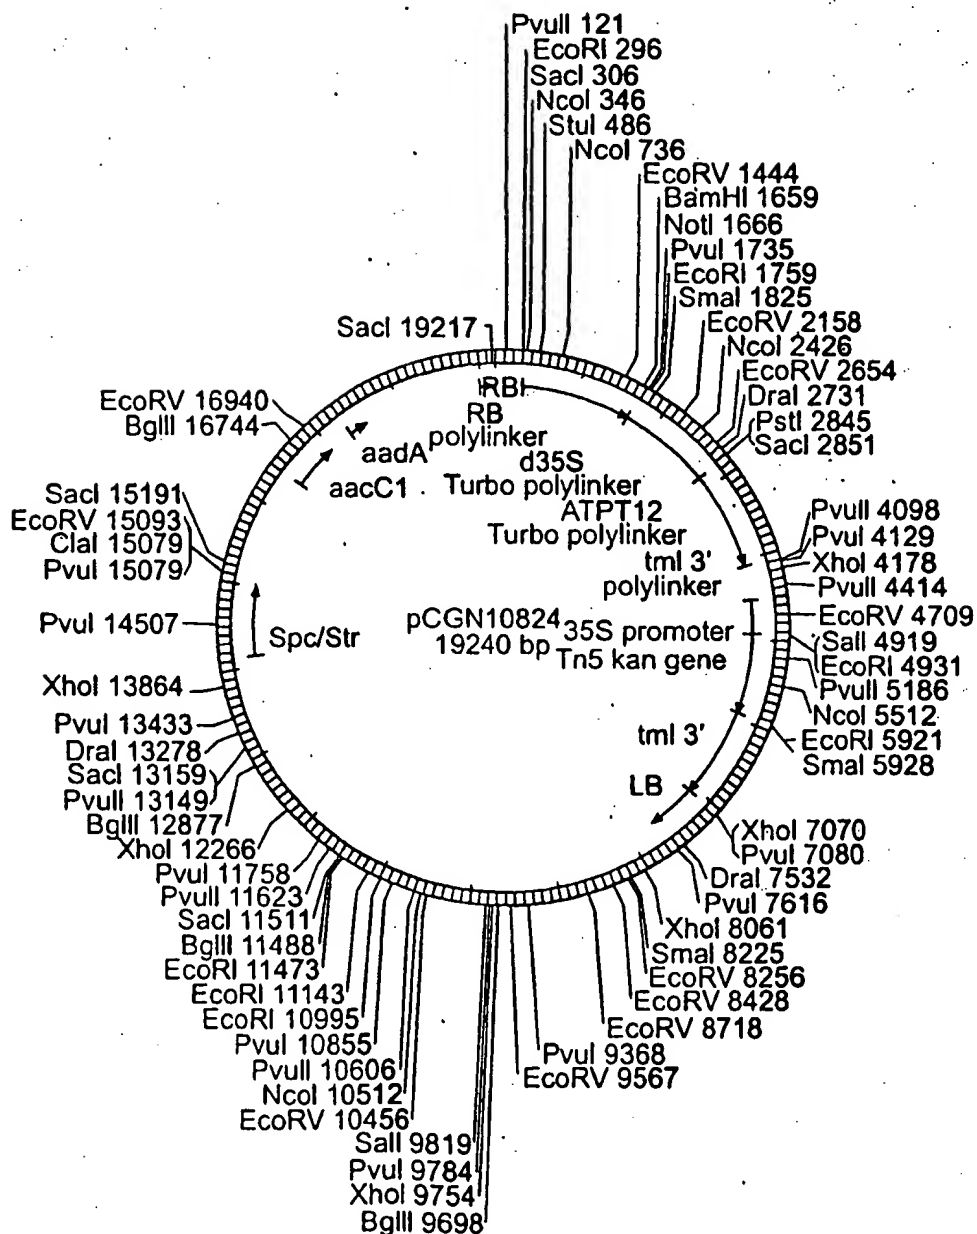 PvuII 121
EcoRI 296
SacI 306
NcoI 346
StuI 486
NcoI 736
EcoRV 1444
BamHI 1659
NotI 1666
PvuI 1735
EcoRI 1759
SmaI 1825
EcoRV 2158
NcoI 2426
EcoRV 2654
DraI 2731
PstI 2845
SacI 2851
PvuII 4098
PvuI 4129
XhoI 4178
PvuII 4414
EcoRV 4709
SalI 4919
EcoRI 4931
PvuII 5186
NcoI 5512
EcoRI 5921
SmaI 5928
XhoI 7070
PvuI 7080
DraI 7532
PvuI 7616
XhoI 8061
SmaI 8225
EcoRV 8256
EcoRV 8428
EcoRV 8718
PvuI 9368
EcoRV 9567
SacI 19217
EcoRV 16940
BglII 16744
SacI 15191
EcoRV 15093
ClaI 15079
PvuI 15079
PvuI 14507
XhoI 13864
PvuI 13433
DraI 13278
SacI 13159
PvuII 13149
BglII 12877
XhoI 12266
PvuI 11758
PvuII 11623
SacI 11511
BglII 11488
EcoRI 11473
EcoRI 11143
EcoRI 10995
PvuI 10855
PvuII 10606
NcoI 10512
EcoRV 10456
SalI 9819
PvuI 9784
XhoI 9754
BglII 9698
RB
RB
polylinker
d35S
Turbo polylinker
ATPT12
Turbo polylinker
tml 3'
polylinker
aadA
aacC1
Spc/Str
pCGN10824
19240 bp
35S promoter
Tn5 kan gene
tml 3'
LB